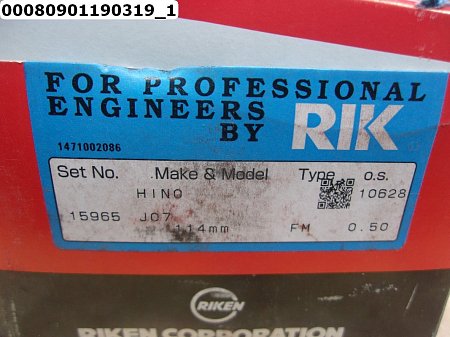 00080901190319_1
FOR PROFESSIONAL
ENGINEERS
BY RIK
1471002086
Set No. Make & Model Type o.s.
HINO 10628
15965 J07
114mm FM 0.50
RIKEN
RIKEN CORPORATION